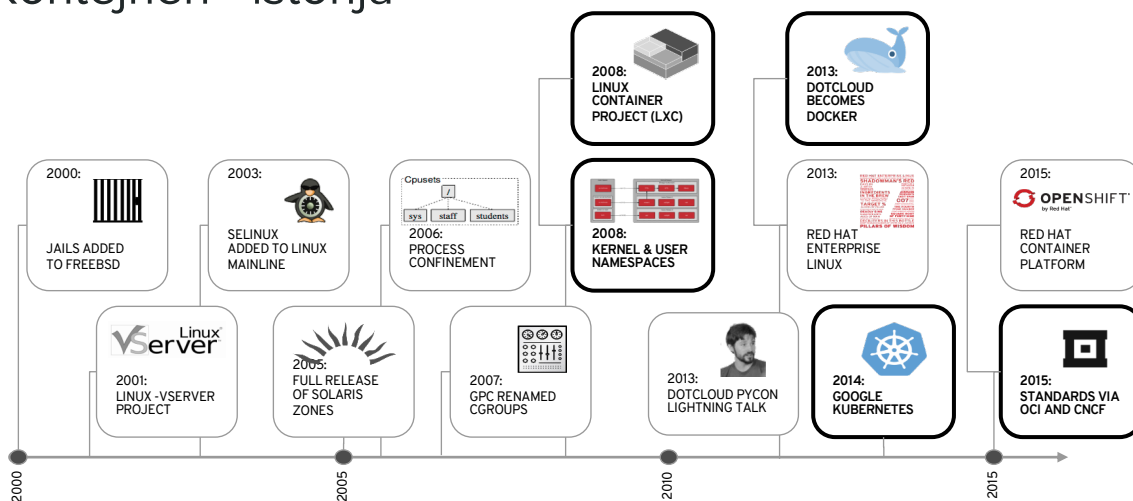 Kontejneri - istorija
2008:
LINUX
CONTAINER
PROJECT (LXC)
2013:
DOTCLOUD
BECOMES
DOCKER
2000:
JAILS ADDED
TO FREEBSD
2003:
SELINUX
ADDED TO LINUX
MAINLINE
Cpusets
/
sys staff students
2006:
PROCESS
CONFINEMENT
2008:
KERNEL & USER
NAMESPACES
2013:
SHADOWMAN'S RED
PILLARS OF WISDOM
RED HAT
ENTERPRISE
LINUX
2015:
OPENSHIFT
by Red Hat
RED HAT
CONTAINER
PLATFORM
Linux
VServer
2001:
LINUX -VSERVER
PROJECT
2005:
FULL RELEASE
OF SOLARIS
ZONES
2007:
GPC RENAMED
CGROUPS
2013:
DOTCLOUD PYCON
LIGHTNING TALK
2014:
GOOGLE
KUBERNETES
2015:
STANDARDS VIA
OCI AND CNCF
2000
2005
2010
2015